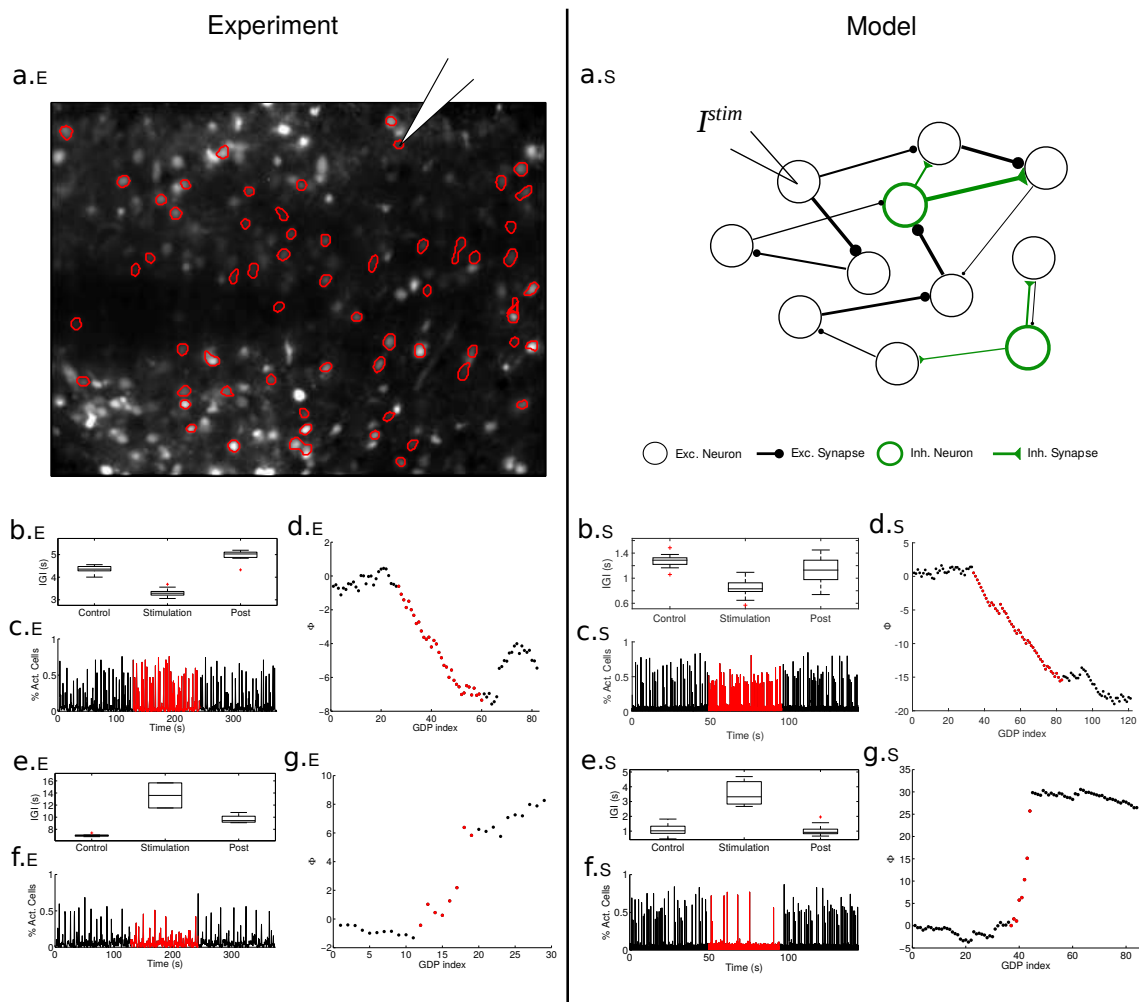 Experiment
Model
a.E
a.S
I^stim
Exc. Neuron
Exc. Synapse
Inh. Neuron
Inh. Synapse
b.E
IGI (s)
5
4
3
Control
Stimulation
Post
c.E
% Act. Cells
1
0.5
0
0
100
200
300
Time (s)
d.E
Φ
2
0
−2
−4
−6
−8
0
20
40
60
80
GDP index
e.E
IGI (s)
16
14
12
10
8
Control
Stimulation
Post
f.E
% Act. Cells
1
0.5
0
0
100
200
300
Time (s)
g.E
Φ
10
8
6
4
2
0
−2
0
5
10
15
20
25
30
GDP index
b.S
IGI (s)
1.4
1
0.6
Control
Stimulation
Post
c.S
% Act. Cells
1
0.5
0
0
50
100
Time (s)
d.S
Φ
5
0
−5
−10
−15
−20
0
20
40
60
80
100
120
GDP index
e.S
IGI (s)
5
4
3
2
1
Control
Stimulation
Post
f.S
% Act. Cells
1
0.5
0
0
50
100
Time (s)
g.S
Φ
35
30
25
20
15
10
5
0
−5
0
20
40
60
80
GDP index